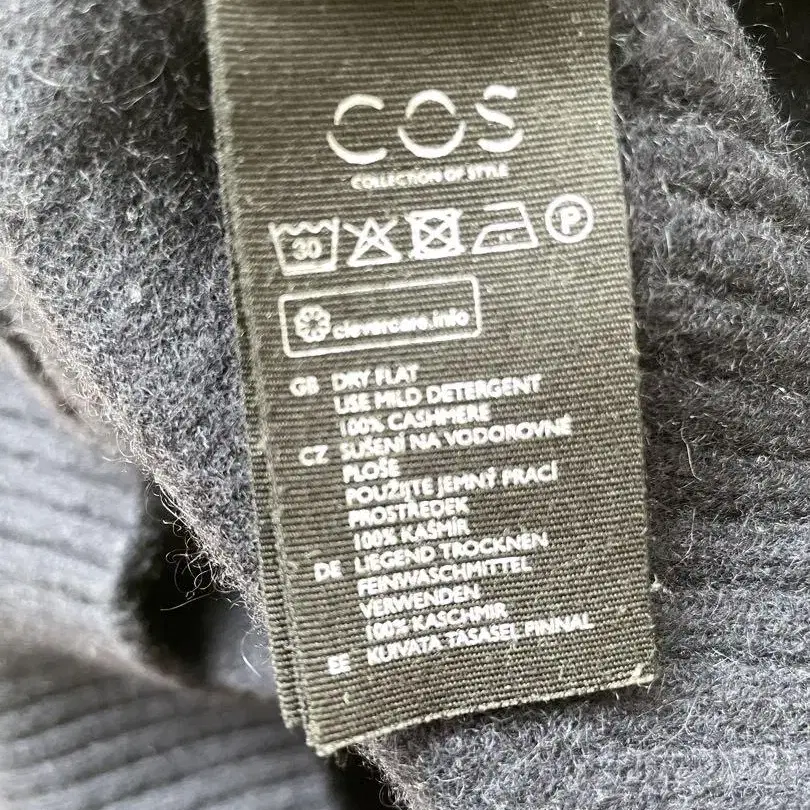 COS
COLLECTION OF STYLE
30 P
clevercare.info
GB DRY FLAT
USE MILD DETERGENT
100% CASHMERE
CZ SUŠENÍ NA VODOROVNÉ
PLOŠE
POUŽIJTE JEMNÝ PRACÍ
PROSTŘEDEK
100% KAŠMÍR
DE LIEGEND TROCKNEN
FEINWASCHMITTEL
VERWENDEN
100% KASCHMIR
EE KUIVATA TASASEL PINNAL